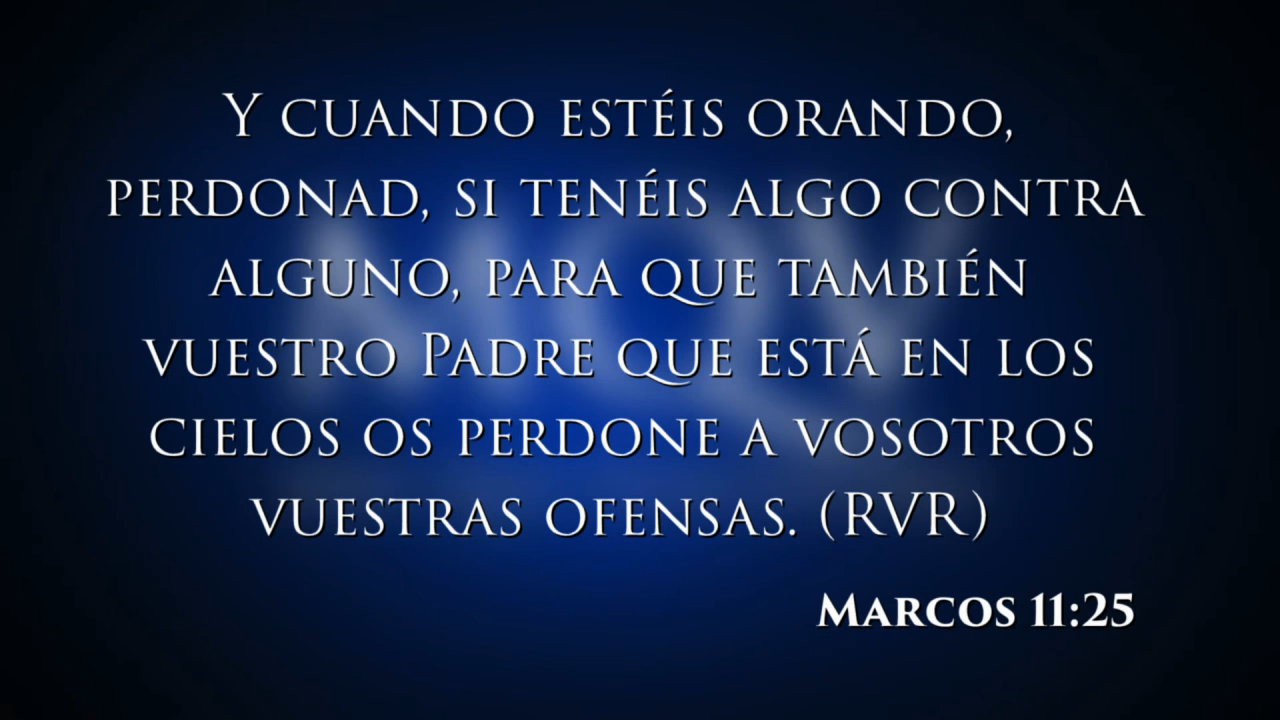 Y cuando estéis orando,
perdonad, si tenéis algo contra
alguno, para que también
vuestro Padre que está en los
cielos os perdone a vosotros
vuestras ofensas. (RVR)
Marcos 11:25